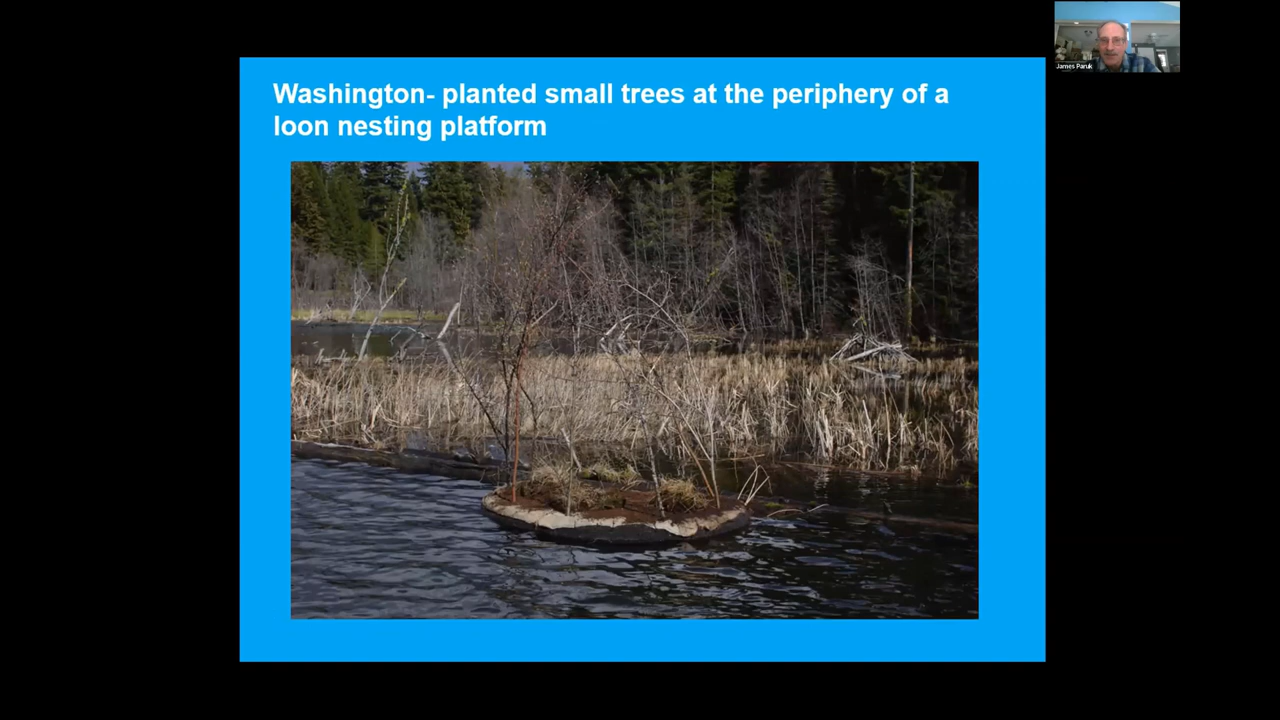 James Paruk
Washington- planted small trees at the periphery of a
loon nesting platform